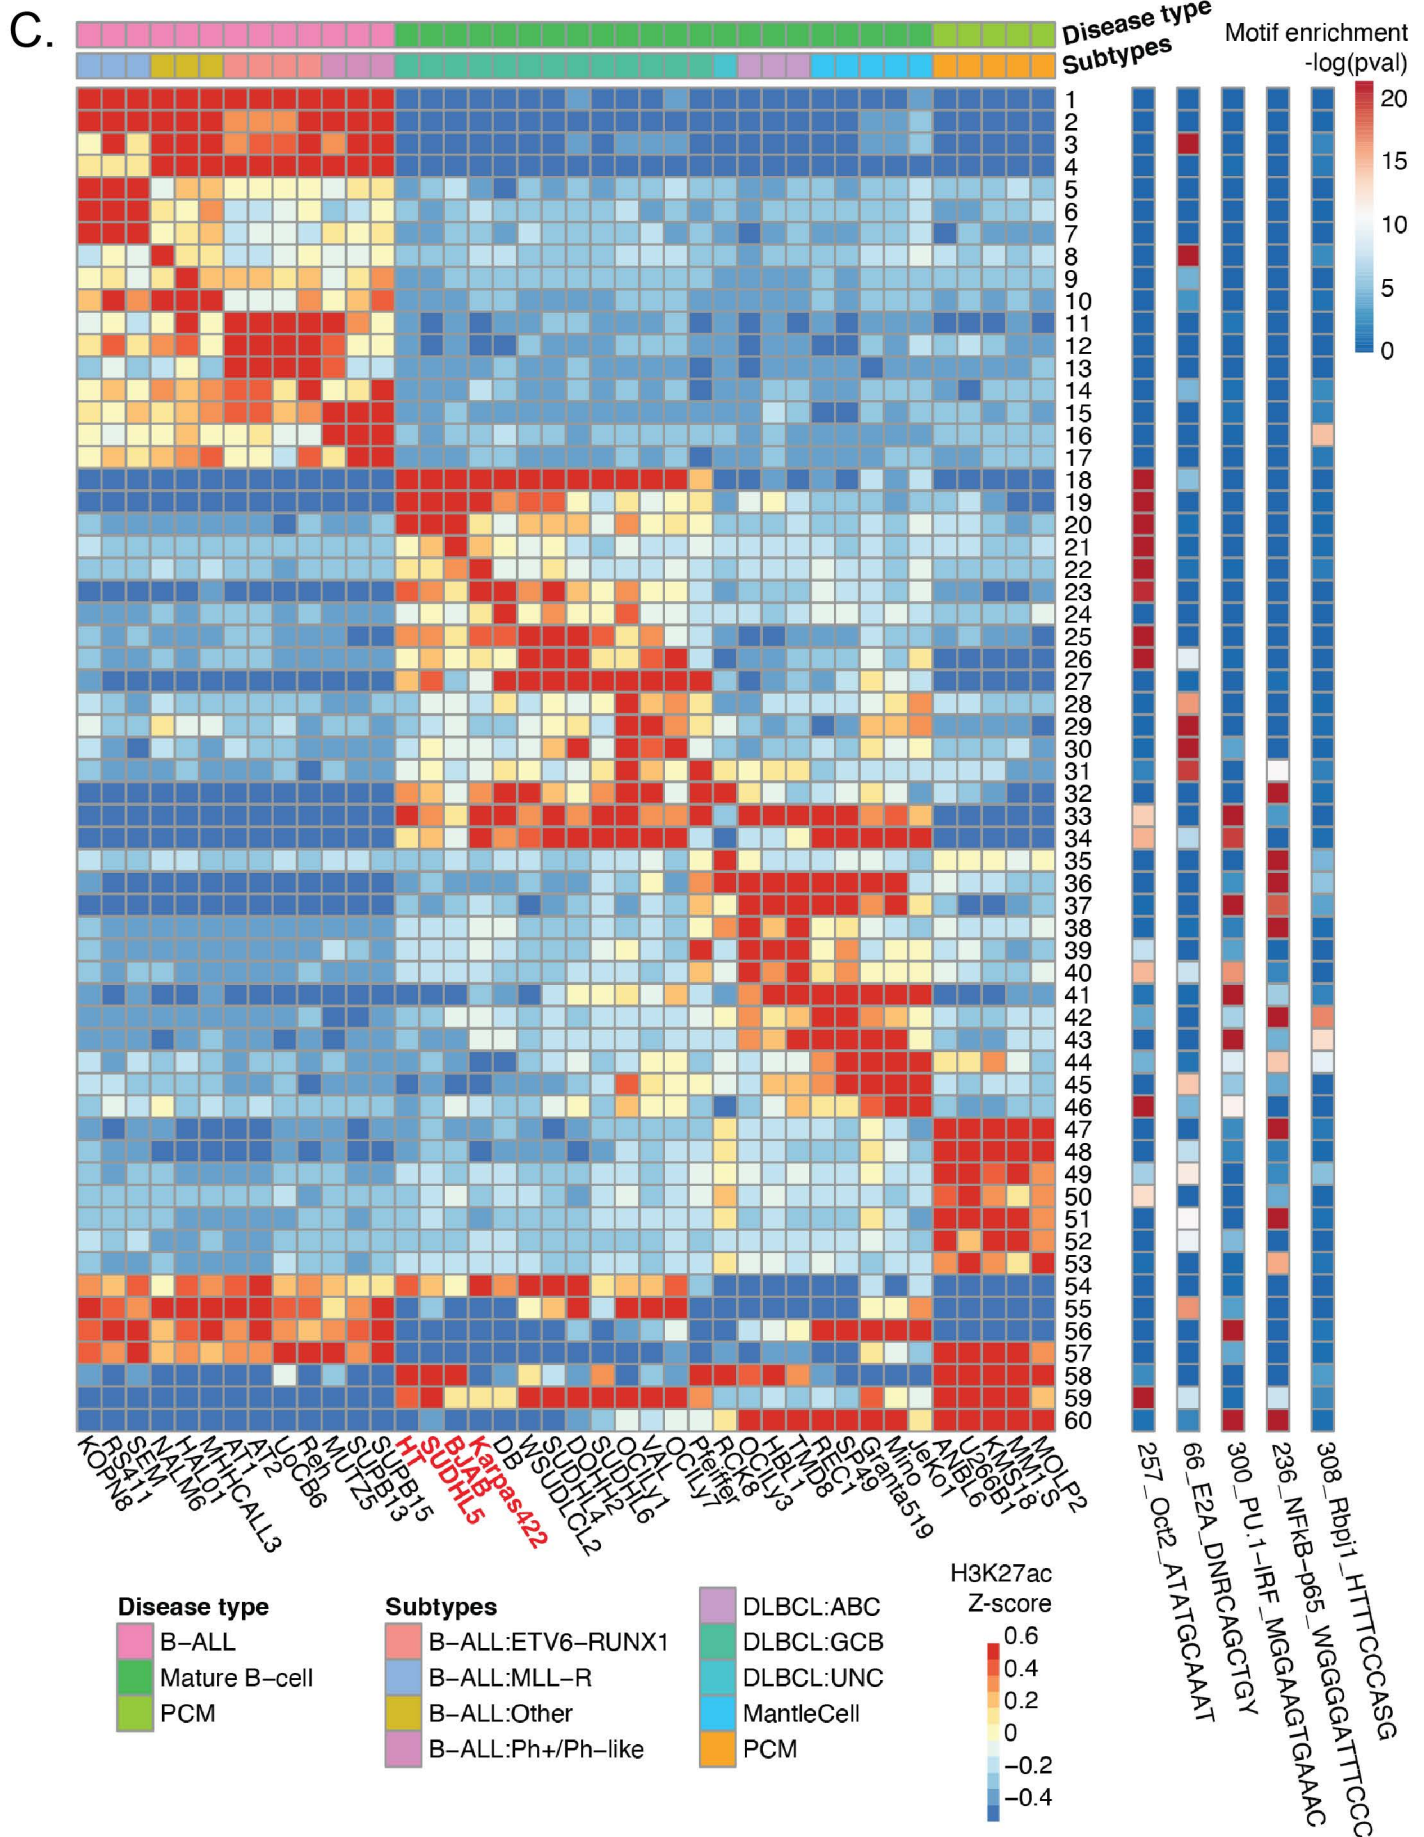 C.
Disease type
Subtypes
Motif enrichment
-log(pval)
20
15
10
5
0
1
2
3
4
5
6
7
8
9
10
11
12
13
14
15
16
17
18
19
20
21
22
23
24
25
26
27
28
29
30
31
32
33
34
35
36
37
38
39
40
41
42
43
44
45
46
47
48
49
50
51
52
53
54
55
56
57
58
59
60
KOPN8
RS411
SEM
NALM6
HAL01
MHHCALL3
AT1
AT2
UoCB6
Reh
MUTZ5
SUPB13
SUPB15
HT
SUDHL5
BJAB
Karpas422
DB
WSUDLCL2
SUDHL4
DOHH2
SUDHL6
OCILy1
VAL
OCILy7
Pfeiffer
RCK8
OCILy3
HBL1
TMD8
REC1
SP49
Granta519
Mino
JeKo1
ANBL6
U266B1
KMS18
MM1.S
MOLP2
257_Oct2_ATATGCAAAT
66_E2A_DNRCAGCTGY
300_PU.1-IRF_MGGAAGTGAAAC
236_NFkB-p65_WGGGGATTTCCC
308_Rbpj1_HTTTCCCASG
Disease type
B-ALL
Mature B-cell
PCM
Subtypes
B-ALL:ETV6-RUNX1
B-ALL:MLL-R
B-ALL:Other
B-ALL:Ph+/Ph-like
DLBCL:ABC
DLBCL:GCB
DLBCL:UNC
MantleCell
PCM
H3K27ac
Z-score
0.6
0.4
0.2
0
-0.2
-0.4